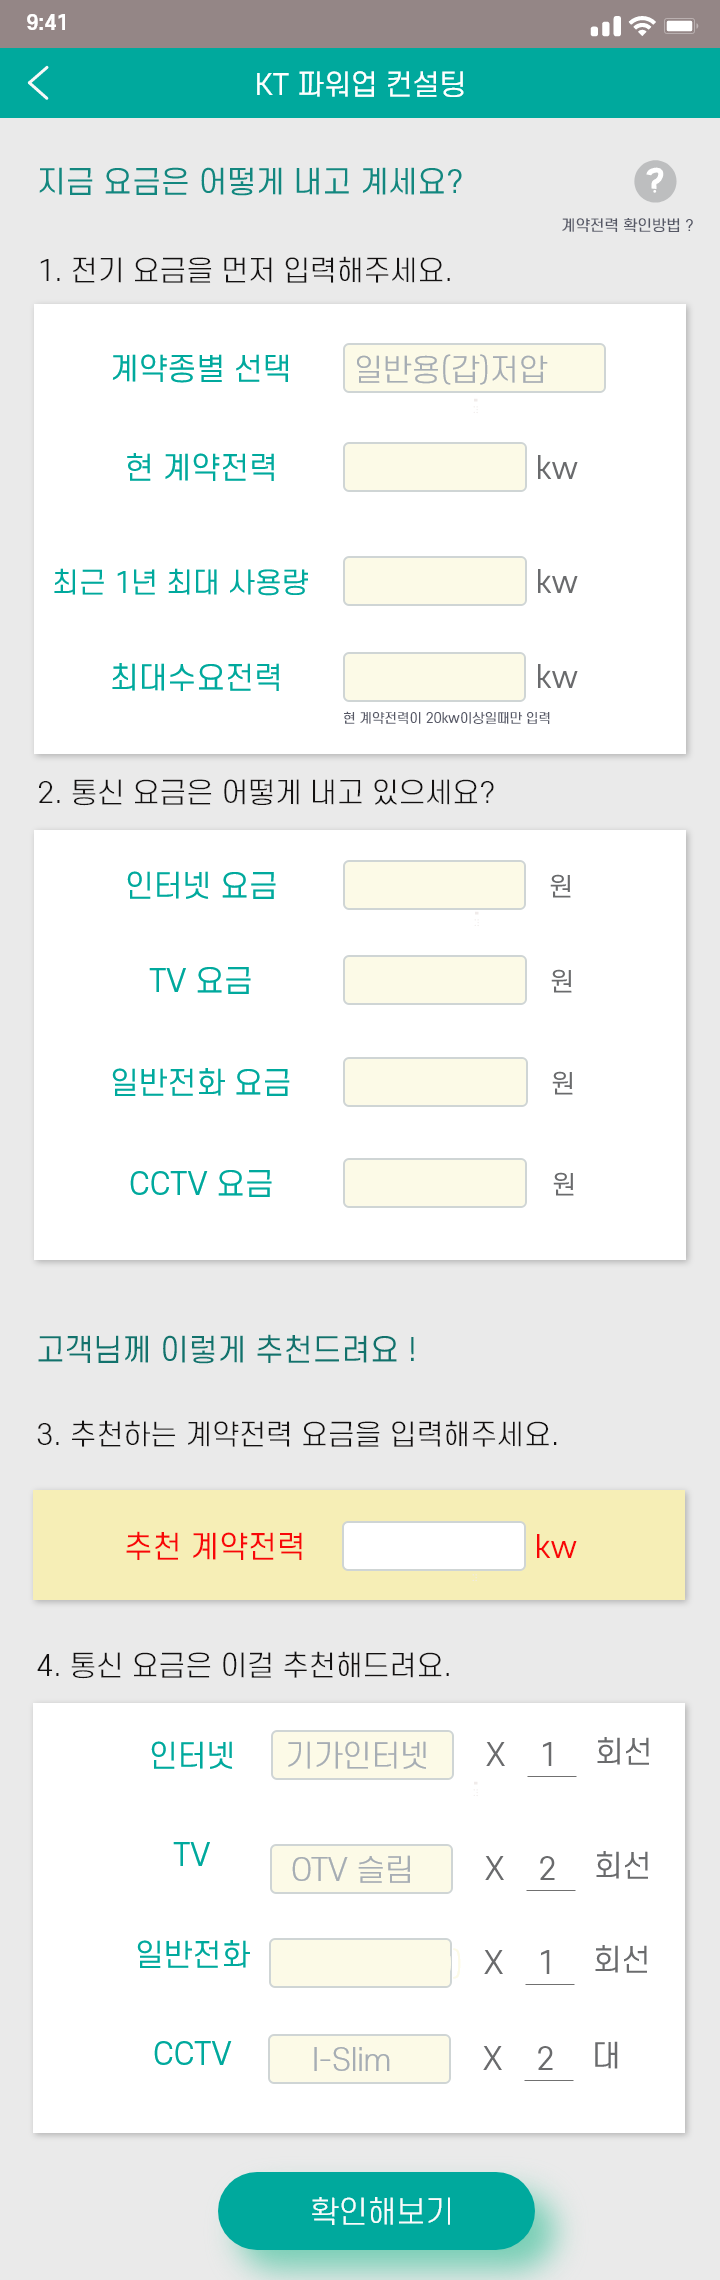 9:41
KT 파워업 컨설팅
지금 요금은 어떻게 내고 계세요?
?
계약전력 확인방법 ?
1. 전기 요금을 먼저 입력해주세요.
계약종별 선택 일반용(갑)저압
현 계약전력 kw
최근 1년 최대 사용량 kw
최대수요전력 kw
현 계약전력이 20kw이상일때만 입력
2. 통신 요금은 어떻게 내고 있으세요?
인터넷 요금 원
TV 요금 원
일반전화 요금 원
CCTV 요금 원
고객님께 이렇게 추천드려요 !
3. 추천하는 계약전력 요금을 입력해주세요.
추천 계약전력 kw
4. 통신 요금은 이걸 추천해드려요.
인터넷 기가인터넷 X 1 회선
TV OTV 슬림 X 2 회선
일반전화 X 1 회선
CCTV I-Slim X 2 대
확인해보기